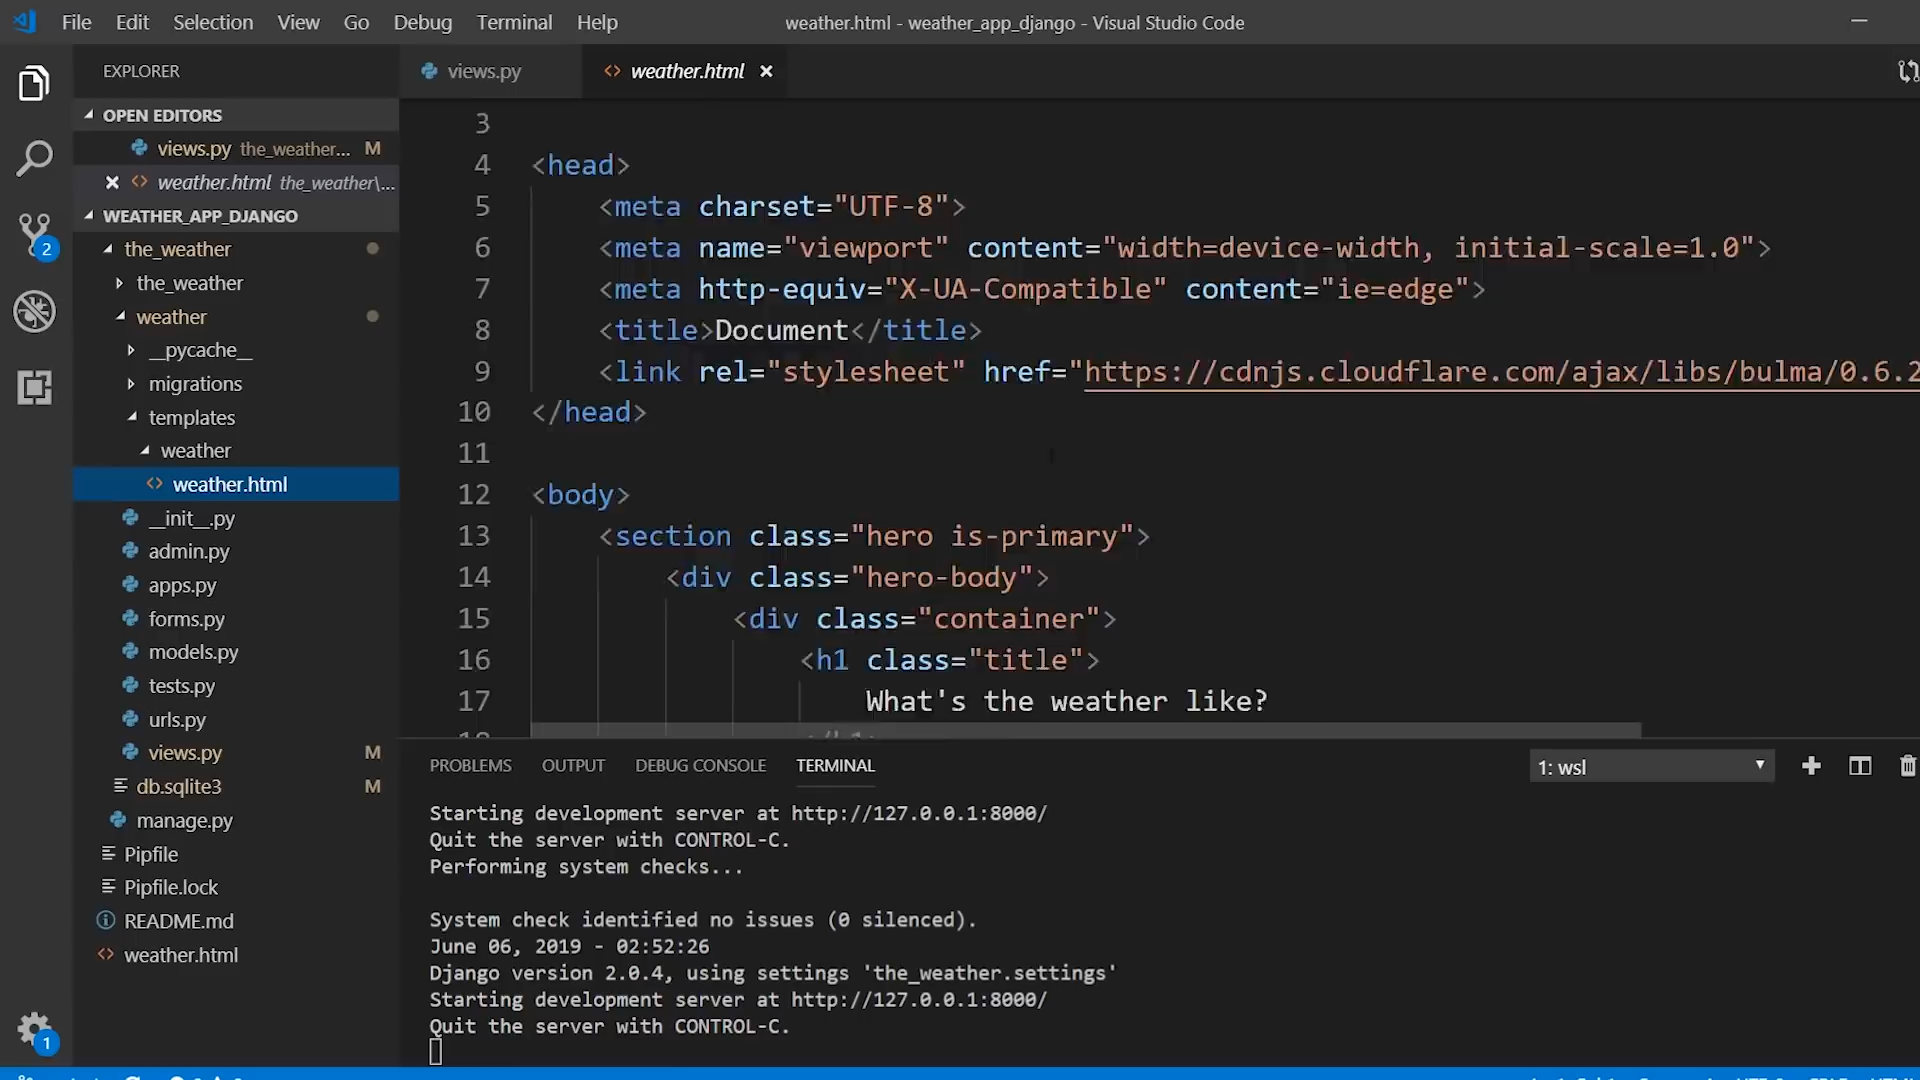 File Edit Selection View Go Debug Terminal Help
weather.html - weather_app_django - Visual Studio Code
EXPLORER
OPEN EDITORS
views.py the_weather... M
weather.html the_weather\...
WEATHER_APP_DJANGO
the_weather
the_weather
weather
__pycache__
migrations
templates
weather
weather.html
__init__.py
admin.py
apps.py
forms.py
models.py
tests.py
urls.py
views.py M
db.sqlite3 M
manage.py
Pipfile
Pipfile.lock
README.md
weather.html
2
1
views.py
weather.html
3
4 <head>
5 <meta charset="UTF-8">
6 <meta name="viewport" content="width=device-width, initial-scale=1.0">
7 <meta http-equiv="X-UA-Compatible" content="ie=edge">
8 <title>Document</title>
9 <link rel="stylesheet" href="https://cdnjs.cloudflare.com/ajax/libs/bulma/0.6.2
10 </head>
11
12 <body>
13 <section class="hero is-primary">
14 <div class="hero-body">
15 <div class="container">
16 <h1 class="title">
17 What's the weather like?
PROBLEMS OUTPUT DEBUG CONSOLE TERMINAL
1: wsl
Starting development server at http://127.0.0.1:8000/
Quit the server with CONTROL-C.
Performing system checks...
System check identified no issues (0 silenced).
June 06, 2019 - 02:52:26
Django version 2.0.4, using settings 'the_weather.settings'
Starting development server at http://127.0.0.1:8000/
Quit the server with CONTROL-C.